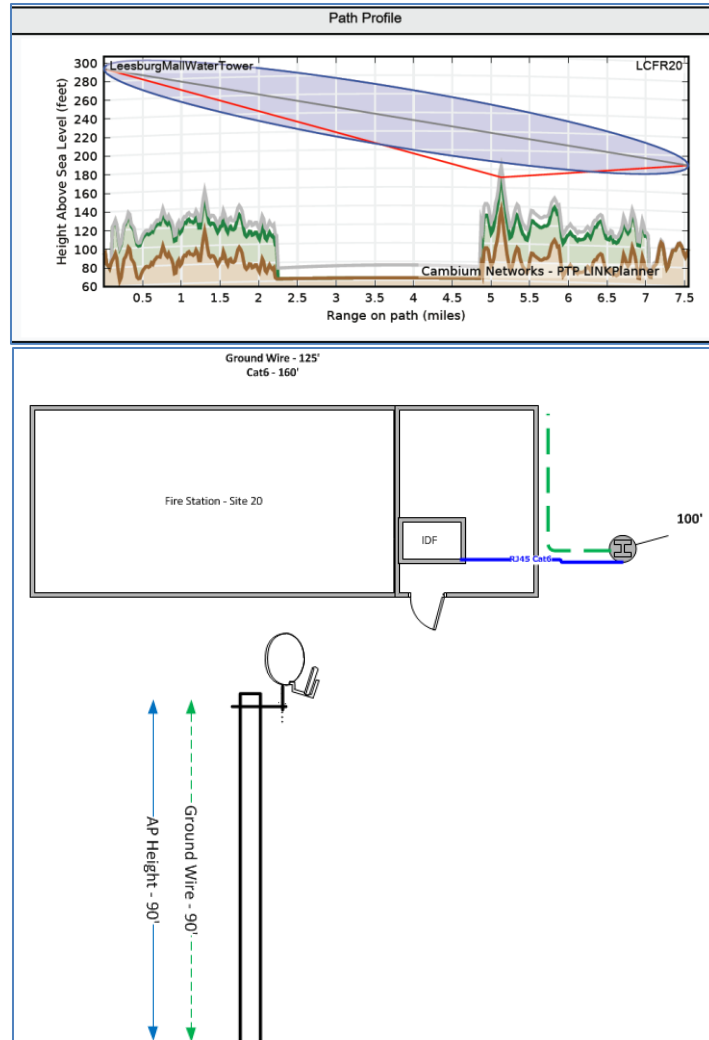 Path Profile
LeesburgMallWaterTower
LCFR20
Height Above Sea Level (feet)
300
280
260
240
220
200
180
160
140
120
100
80
60
Cambium Networks - PTP LINKPlanner
0.5 1 1.5 2 2.5 3 3.5 4 4.5 5 5.5 6 6.5 7 7.5
Range on path (miles)
Ground Wire - 125'
Cat6 - 160'
Fire Station - Site 20
IDF
RJ45 Cat6
100'
AP Height - 90'
Ground Wire - 90'